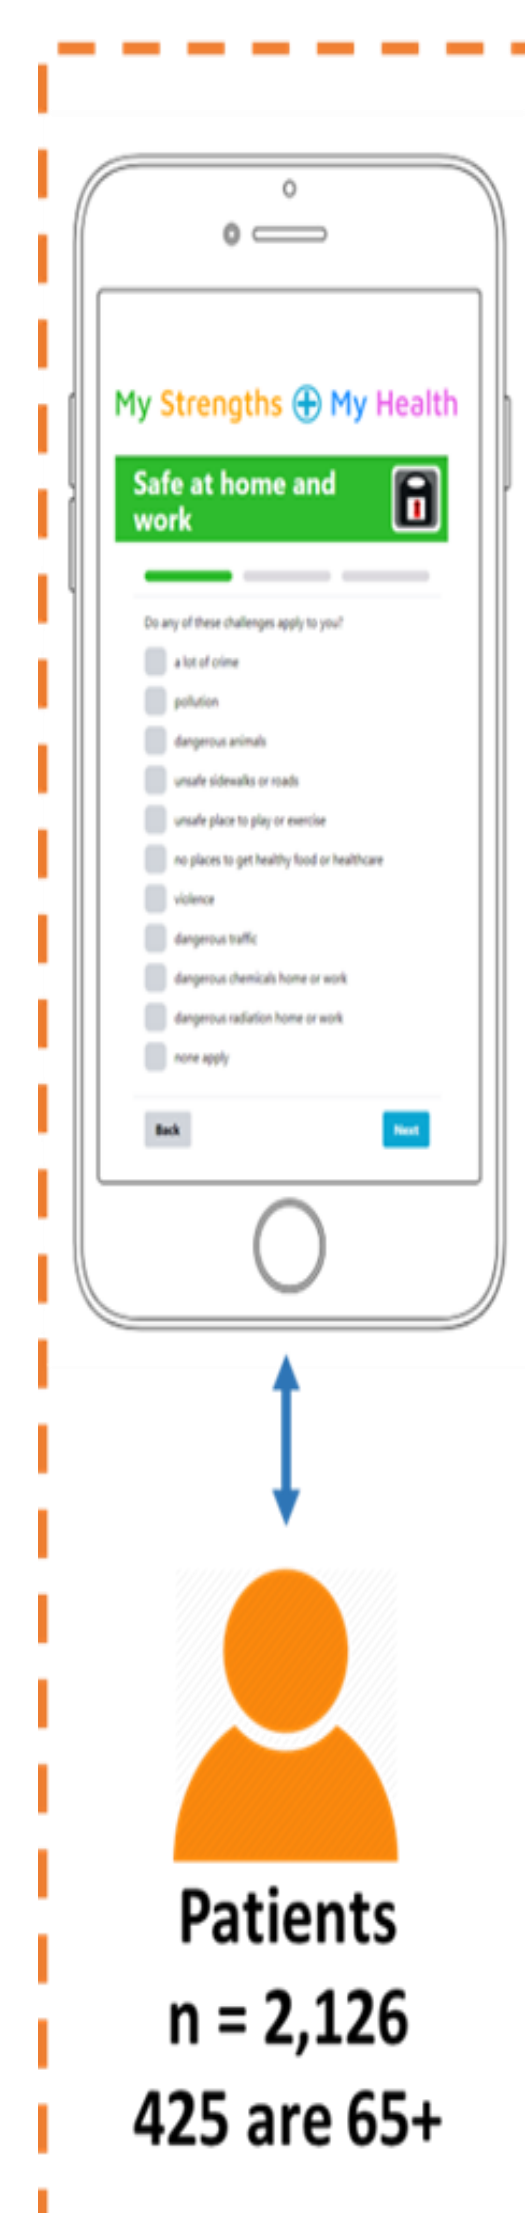 My Strengths + My Health
Safe at home and
work
Do any of these challenges apply to you?
a lot of crime
pollution
dangerous animals
unsafe sidewalks or roads
unsafe place to play or exercise
no places to get healthy food or healthcare
violence
dangerous traffic
dangerous chemicals home or work
dangerous radiation home or work
none apply
Back Next
Patients
n = 2,126
425 are 65+